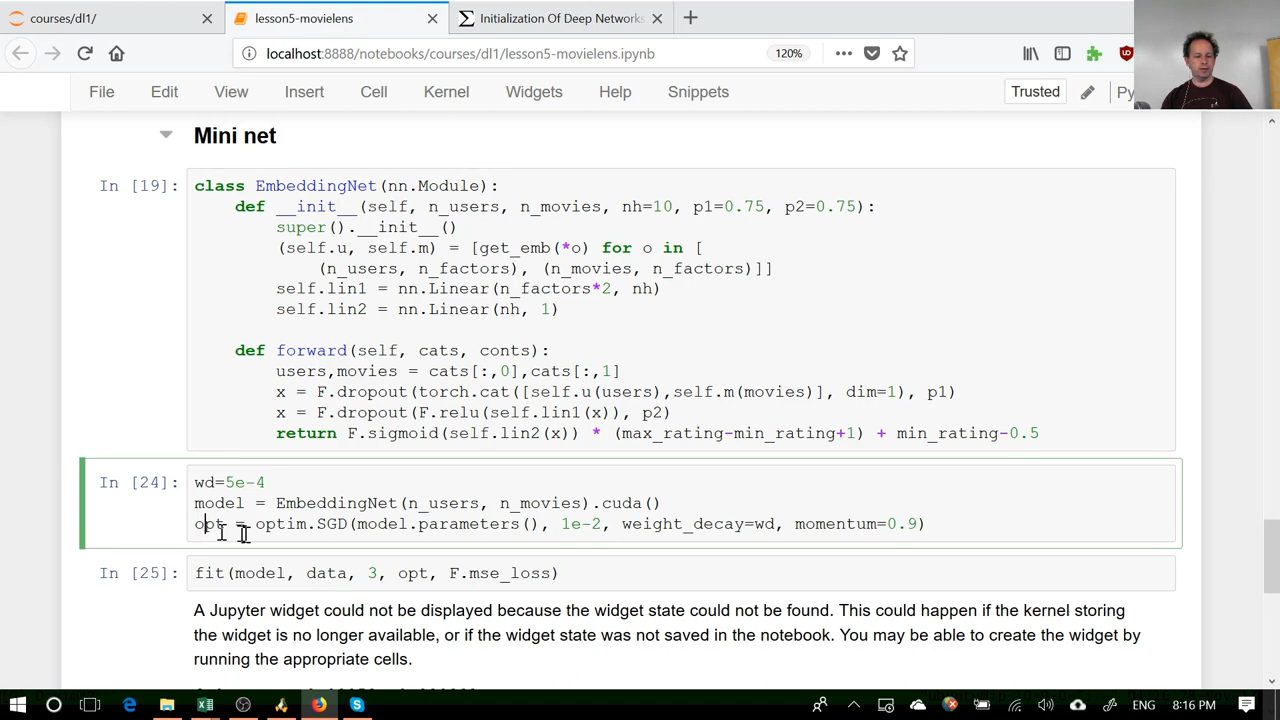 courses/dl1/
lesson5-movielens
Initialization Of Deep Networks
localhost:8888/notebooks/courses/dl1/lesson5-movielens.ipynb
120%
File Edit View Insert Cell Kernel Widgets Help Snippets
Trusted
Py
Mini net
In [19]:
class EmbeddingNet(nn.Module):
    def __init__(self, n_users, n_movies, nh=10, p1=0.75, p2=0.75):
        super().__init__()
        (self.u, self.m) = [get_emb(*o) for o in [
            (n_users, n_factors), (n_movies, n_factors)]]
        self.lin1 = nn.Linear(n_factors*2, nh)
        self.lin2 = nn.Linear(nh, 1)
    def forward(self, cats, conts):
        users,movies = cats[:,0],cats[:,1]
        x = F.dropout(torch.cat([self.u(users),self.m(movies)], dim=1), p1)
        x = F.dropout(F.relu(self.lin1(x)), p2)
        return F.sigmoid(self.lin2(x)) * (max_rating-min_rating+1) + min_rating-0.5
In [24]:
wd=5e-4
model = EmbeddingNet(n_users, n_movies).cuda()
opt = optim.SGD(model.parameters(), 1e-2, weight_decay=wd, momentum=0.9)
In [25]:
fit(model, data, 3, opt, F.mse_loss)
A Jupyter widget could not be displayed because the widget state could not be found. This could happen if the kernel storing
the widget is no longer available, or if the widget state was not saved in the notebook. You may be able to create the widget by
running the appropriate cells.
ENG
8:16 PM